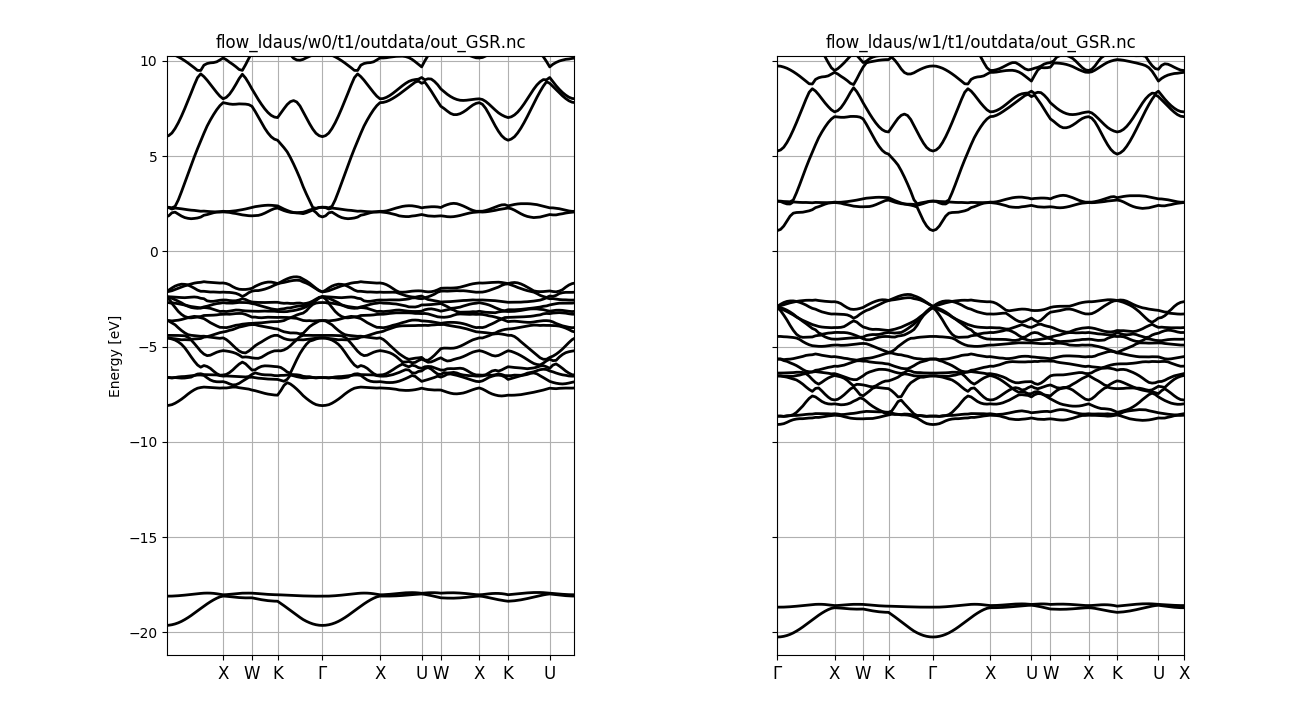 flow_ldaus/w0/t1/outdata/out_GSR.nc
flow_ldaus/w1/t1/outdata/out_GSR.nc
10
5
0
−5
−10
−15
−20
Energy [eV]
X W K Γ X U W X K U
Γ X W K Γ X U W X K U X